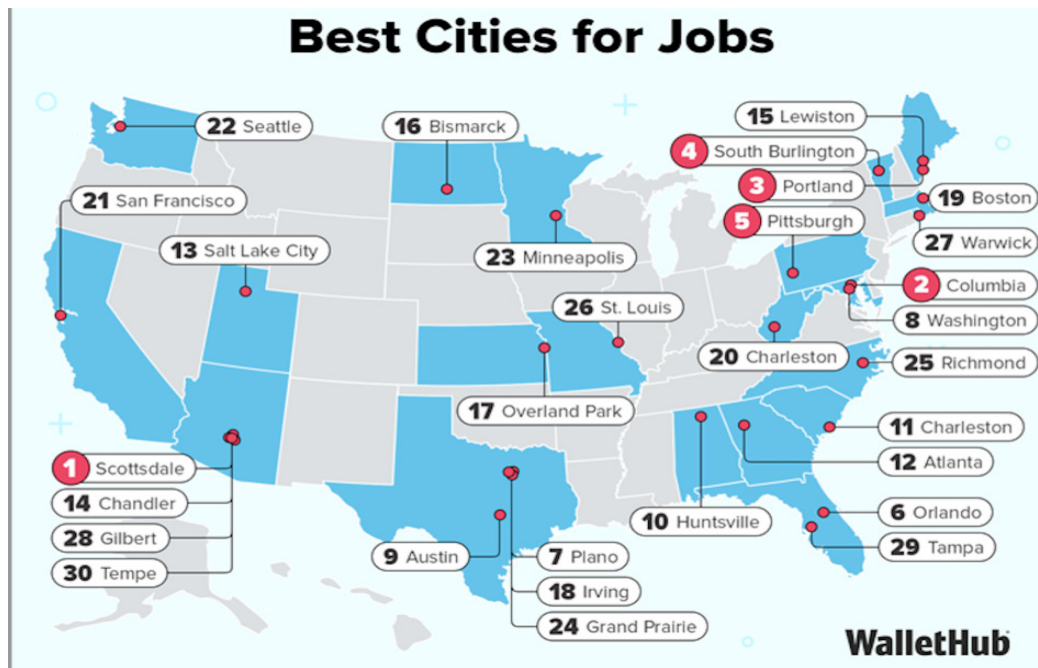 Best Cities for Jobs
15 Lewiston
22 Seattle
16 Bismarck
4 South Burlington
3 Portland
21 San Francisco
19 Boston
5 Pittsburgh
13 Salt Lake City
23 Minneapolis
27 Warwick
2 Columbia
26 St. Louis
8 Washington
20 Charleston
25 Richmond
17 Overland Park
11 Charleston
1 Scottsdale
12 Atlanta
14 Chandler
6 Orlando
10 Huntsville
28 Gilbert
29 Tampa
9 Austin
7 Plano
30 Tempe
18 Irving
24 Grand Prairie
WalletHub